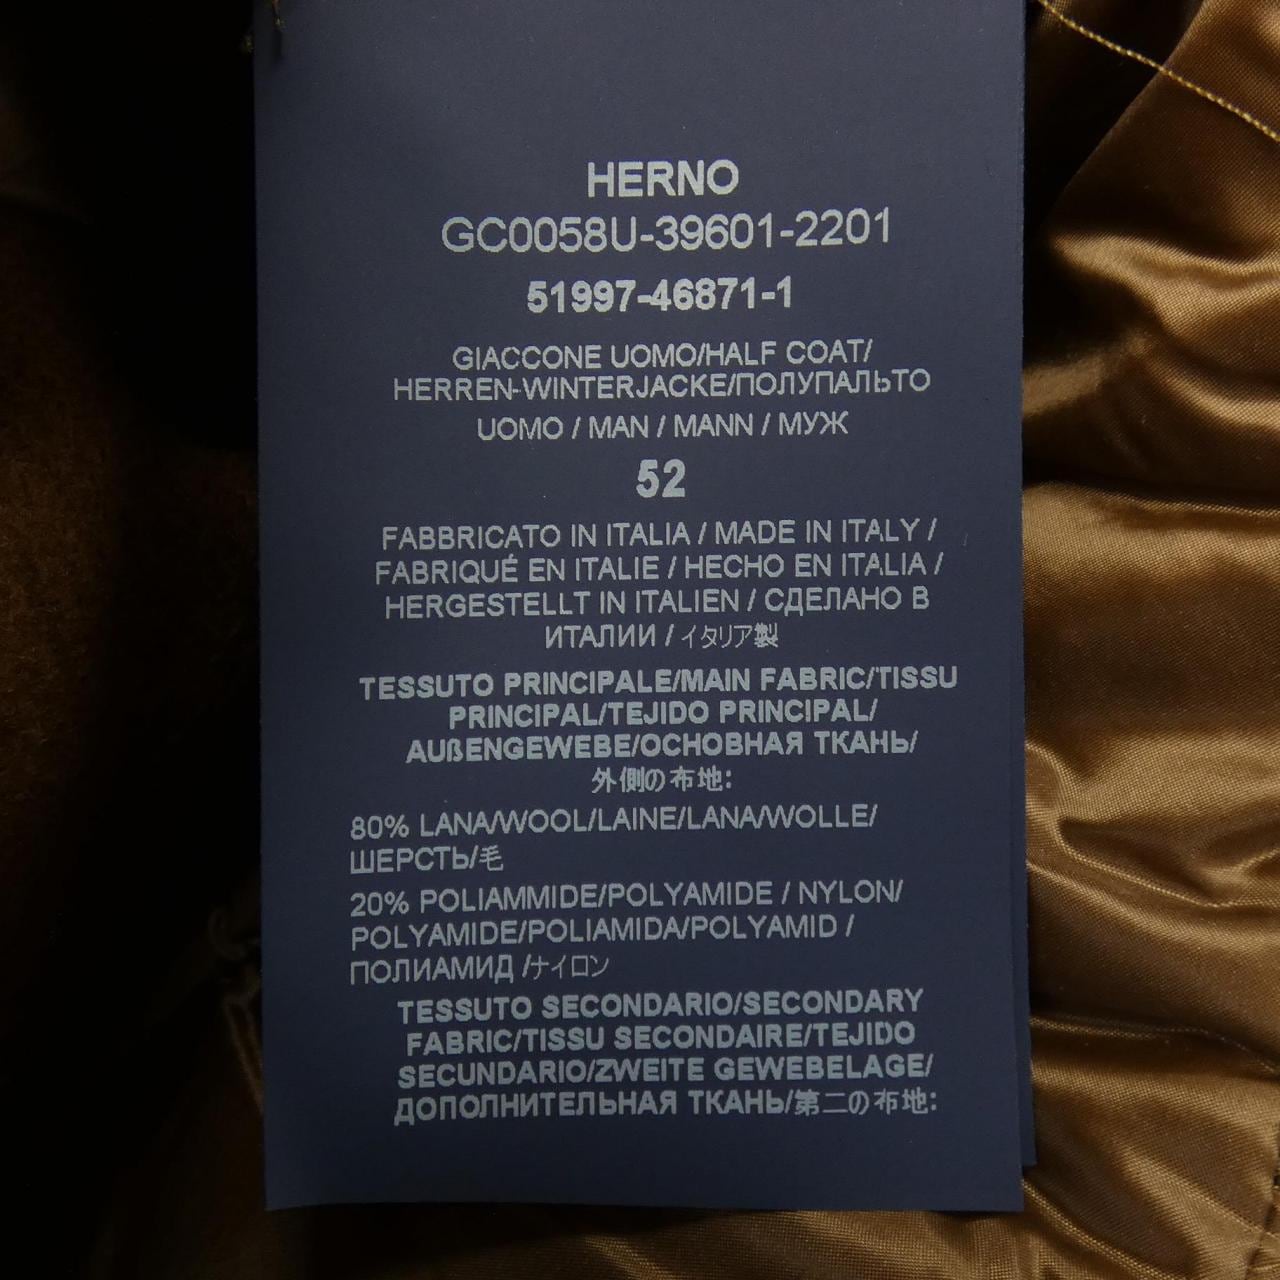 HERNO
GC0058U-39601-2201
51997-46871-1
GIACCONE UOMO/HALF COAT/
HERREN-WINTERJACKE/ПОЛУПАЛЬТО
UOMO / MAN / MANN / МУЖ
52
FABBRICATO IN ITALIA / MADE IN ITALY /
FABRIQUÉ EN ITALIE / HECHO EN ITALIA /
HERGESTELLT IN ITALIEN / СДЕЛАНО В
ИТАЛИИ / イタリア製
TESSUTO PRINCIPALE/MAIN FABRIC/TISSU
PRINCIPAL/TEJIDO PRINCIPAL/
AUßENGEWEBE/ОСНОВНАЯ ТКАНЬ/
外側の布地:
80% LANA/WOOL/LAINE/LANA/WOLLE/
ШЕРСТЬ/毛
20% POLIAMMIDE/POLYAMIDE / NYLON/
POLYAMIDE/POLIAMIDA/POLYAMID /
ПОЛИАМИД /ナイロン
TESSUTO SECONDARIO/SECONDARY
FABRIC/TISSU SECONDAIRE/TEJIDO
SECUNDARIO/ZWEITE GEWEBELAGE/
ДОПОЛНИТЕЛЬНАЯ ТКАНЬ/第二の布地: